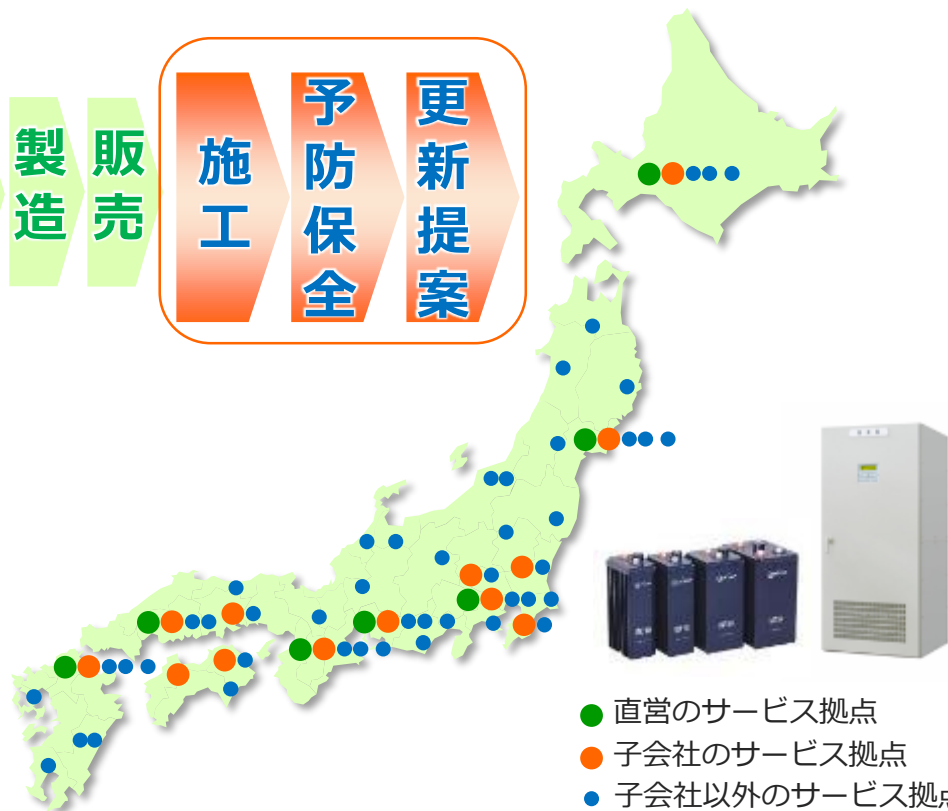 製造
販売
施工
予防保全
更新提案
直営のサービス拠点
子会社のサービス拠点
子会社以外のサービス拠点